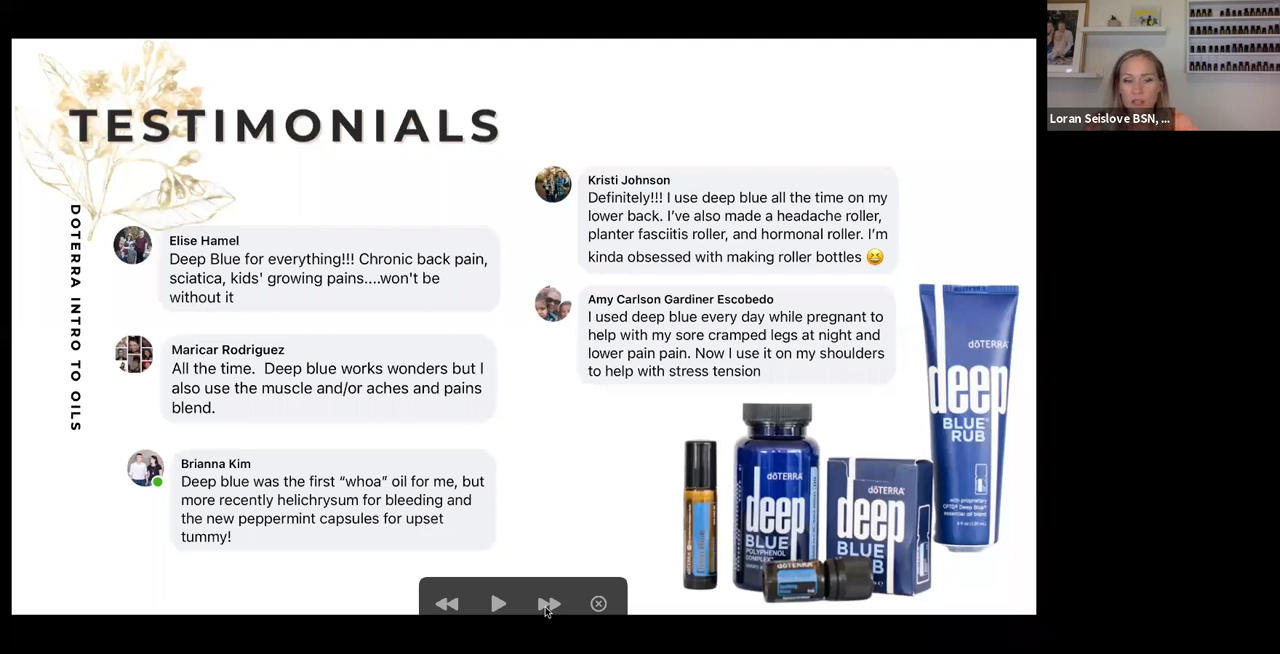 TESTIMONIALS
DOTERRA INTRO TO OILS
Elise Hamel
Deep Blue for everything!!! Chronic back pain,
sciatica, kids' growing pains....won't be
without it
Maricar Rodriguez
All the time.  Deep blue works wonders but I
also use the muscle and/or aches and pains
blend.
Brianna Kim
Deep blue was the first “whoa” oil for me, but
more recently helichrysum for bleeding and
the new peppermint capsules for upset
tummy!
Kristi Johnson
Definitely!!! I use deep blue all the time on my
lower back. I’ve also made a headache roller,
planter fasciitis roller, and hormonal roller. I’m
kinda obsessed with making roller bottles 😆
Amy Carlson Gardiner Escobedo
I used deep blue every day while pregnant to
help with my sore cramped legs at night and
lower pain pain. Now I use it on my shoulders
to help with stress tension
dōTERRA
deep
BLUE
POLYPHENOL
COMPLEX
dōTERRA
deep
BLUE
dōTERRA
dōTERRA
deep
BLUE
RUB
Loran Seislove BSN, ...